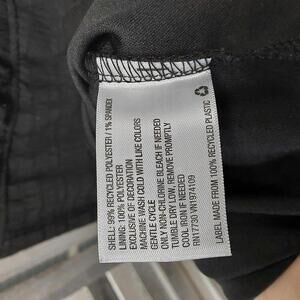 SHELL: 99% RECYCLED POLYESTER / 1% SPANDEX
LINING: 100% POLYESTER
EXCLUSIVE OF DECORATION
MACHINE WASH COLD WITH LIKE COLORS
GENTLE CYCLE
ONLY NON-CHLORINE BLEACH IF NEEDED
TUMBLE DRY LOW, REMOVE PROMPTLY
COOL IRON IF NEEDED
RN17730 VN1974109
LABEL MADE FROM 100% RECYCLED PLASTIC